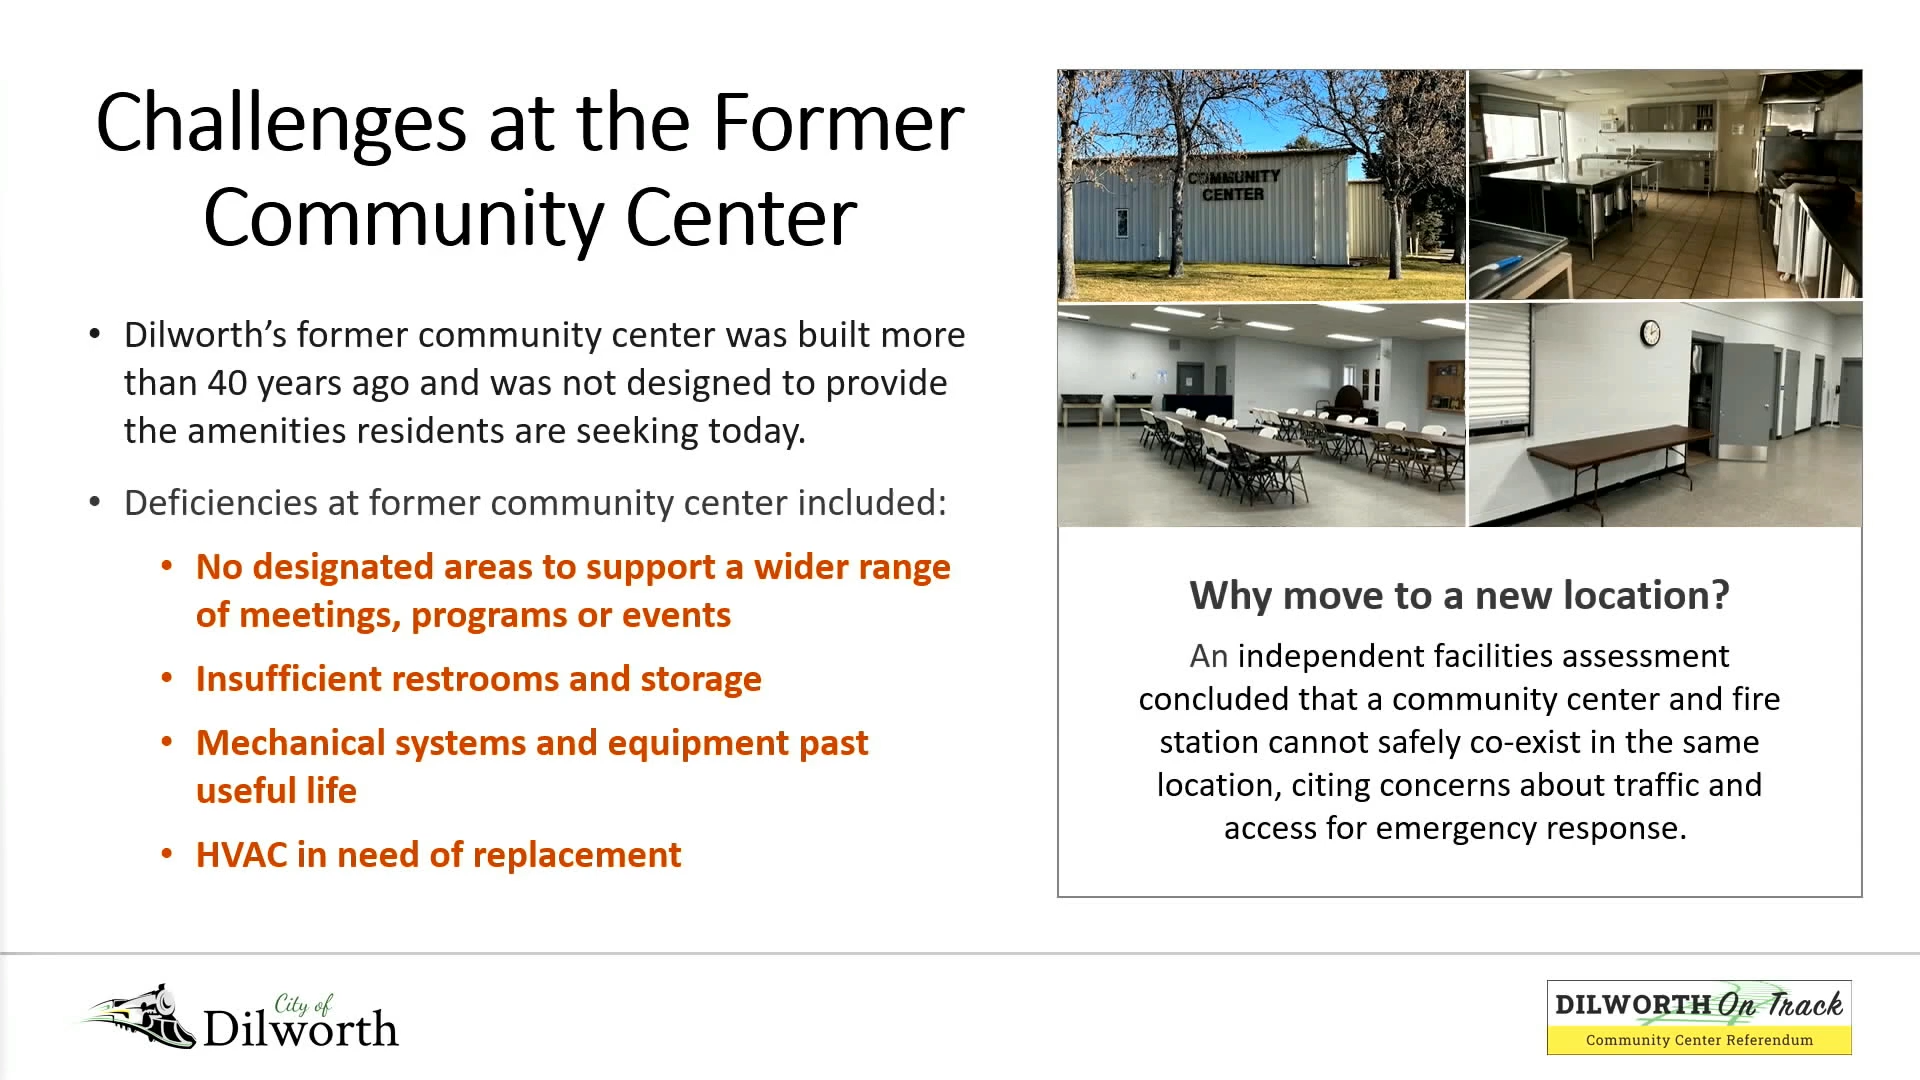 Challenges at the Former
Community Center
• Dilworth’s former community center was built more
than 40 years ago and was not designed to provide
the amenities residents are seeking today.
• Deficiencies at former community center included:
• No designated areas to support a wider range
of meetings, programs or events
• Insufficient restrooms and storage
• Mechanical systems and equipment past
useful life
• HVAC in need of replacement
COMMUNITY
CENTER
Why move to a new location?
An independent facilities assessment
concluded that a community center and fire
station cannot safely co-exist in the same
location, citing concerns about traffic and
access for emergency response.
City of
Dilworth
DILWORTH On Track
Community Center Referendum